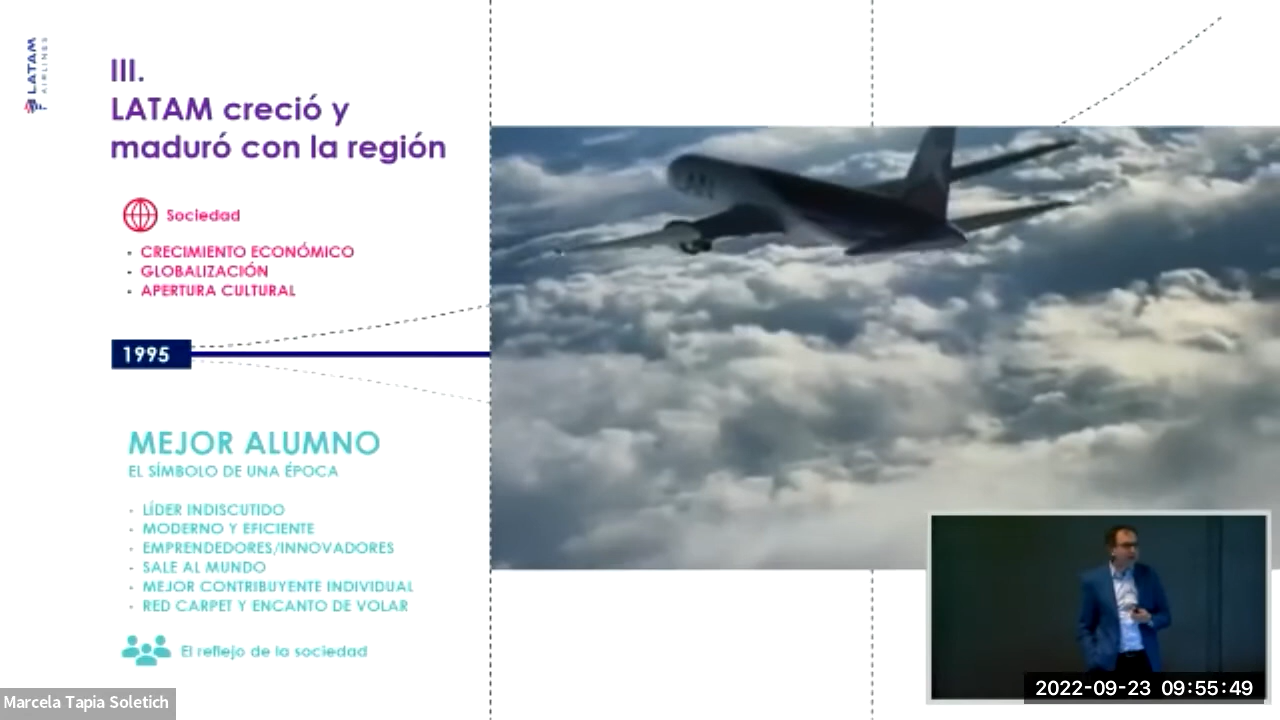 LATAM
AIRLINES
III.
LATAM creció y
maduró con la región
Sociedad
• CRECIMIENTO ECONÓMICO
• GLOBALIZACIÓN
• APERTURA CULTURAL
1995
MEJOR ALUMNO
EL SÍMBOLO DE UNA ÉPOCA
• LÍDER INDISCUTIDO
• MODERNO Y EFICIENTE
• EMPRENDEDORES/INNOVADORES
• SALE AL MUNDO
• MEJOR CONTRIBUYENTE INDIVIDUAL
• RED CARPET Y ENCANTO DE VOLAR
El reflejo de la sociedad
LAN
Marcela Tapia Soletich
2022-09-23 09:55:49